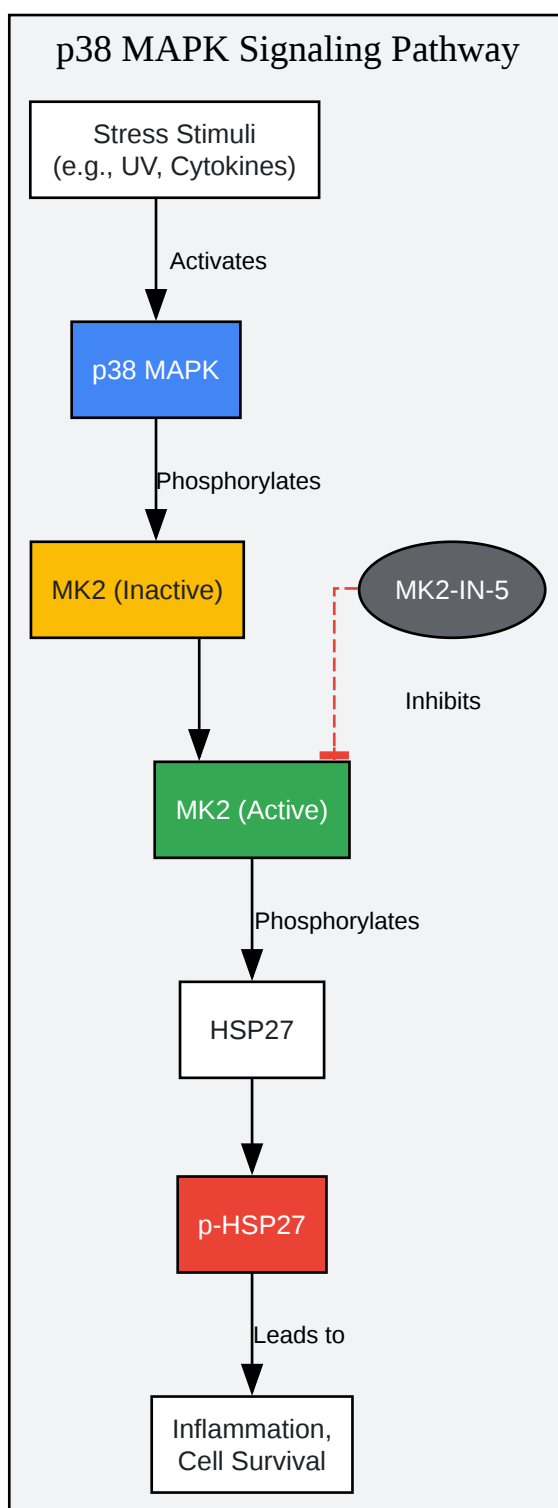 p38 MAPK Signaling Pathway
Stress Stimuli
(e.g., UV, Cytokines)
Activates
p38 MAPK
Phosphorylates
MK2 (Inactive)
MK2-IN-5
Inhibits
MK2 (Active)
Phosphorylates
HSP27
p-HSP27
Leads to
Inflammation,
Cell Survival